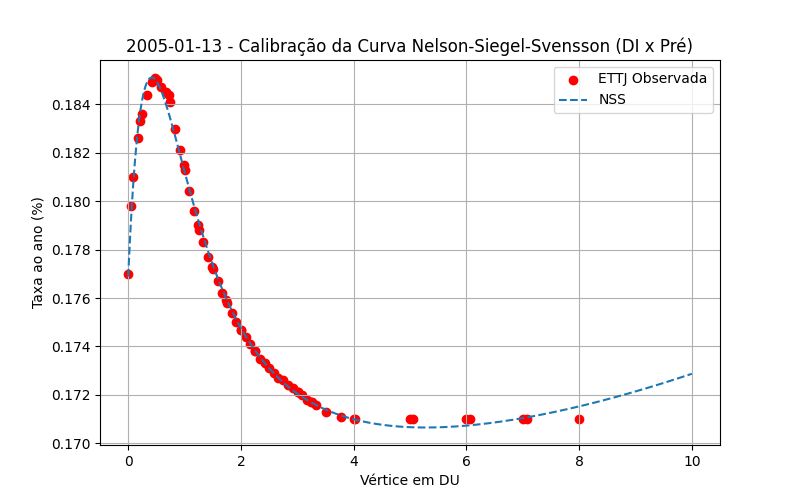 2005-01-13 - Calibração da Curva Nelson-Siegel-Svensson (DI x Pré)
ETTJ Observada
NSS
Taxa ao ano (%)
0.184
0.182
0.180
0.178
0.176
0.174
0.172
0.170
0 2 4 6 8 10
Vértice em DU